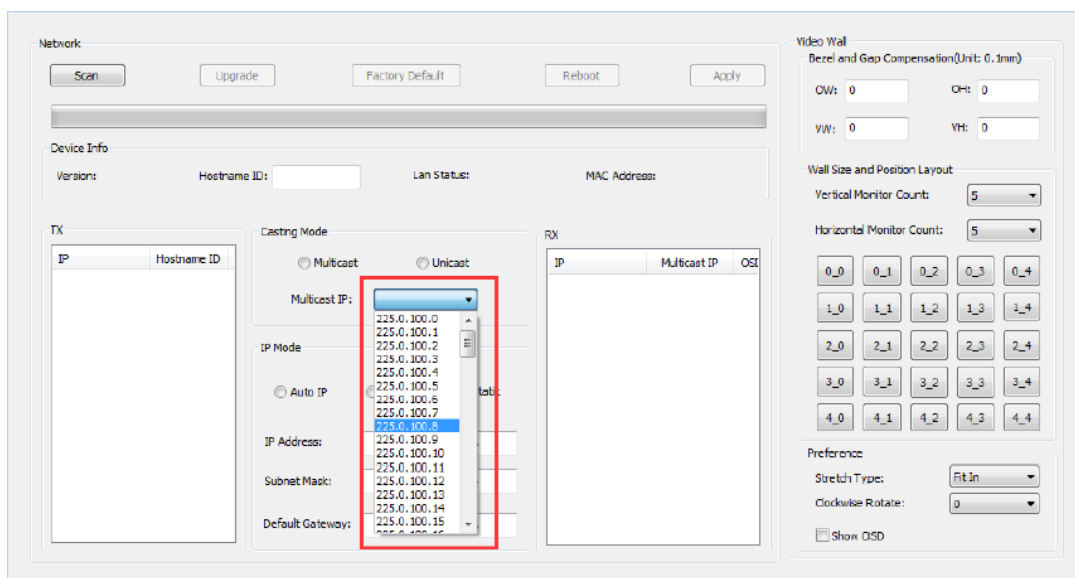 Network
Scan Upgrade Factory Default Reboot Apply
Device Info
Version: Hostname ID: Lan Status: MAC Address:
TX
IP Hostname ID
Casting Mode
Multicast Unicast
Multicast IP:
225.0.100.0
225.0.100.1
225.0.100.2
225.0.100.3
225.0.100.4
225.0.100.5
225.0.100.6
225.0.100.7
225.0.100.8
225.0.100.9
225.0.100.10
225.0.100.11
225.0.100.12
225.0.100.13
225.0.100.14
225.0.100.15
IP Mode
Auto IP
IP Address:
Subnet Mask:
Default Gateway:
RX
IP Multicast IP OSI
Video Wall
Bezel and Gap Compensation(Unit: 0.1mm)
OW: 0 OH: 0
VW: 0 VH: 0
Wall Size and Position Layout
Vertical Monitor Count: 5
Horizontal Monitor Count: 5
0_0 0_1 0_2 0_3 0_4
1_0 1_1 1_2 1_3 1_4
2_0 2_1 2_2 2_3 2_4
3_0 3_1 3_2 3_3 3_4
4_0 4_1 4_2 4_3 4_4
Preference
Stretch Type: Fit In
Clockwise Rotate: 0
Show OSD